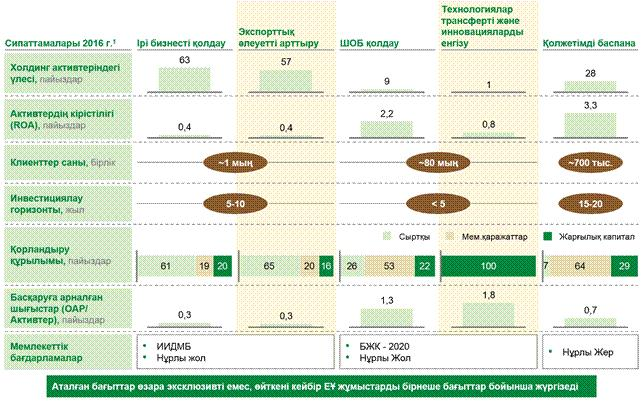 Сипаттамалары 2016 г.¹
Ірі бизнесті қолдау
Экспорттық
әлеуетті арттыру
ШОБ қолдау
Технологиялар
трансферті және
инновацияларды
енгізу
Қолжетімді баспана
Холдинг активтеріндегі
үлесі, пайыздар
63
57
9
1
28
Активтердің кірістілігі
(ROA), пайыздар
0,4
0,4
2,2
0,8
3,3
Клиенттер саны, бірлік
~1 мың
~80 мың
~700 тыс.
Инвестициялау
горизонты, жыл
5-10
< 5
15-20
Сыртқы
Мем.қаражаттар
Жарғылық капитал
Қорландыру
құрылымы, пайыздар
61 19 20
65 20 16
26 53 22
100
7 64 29
Басқаруға арналған
шығыстар (ОАР/
Активтер), пайыздар
0,3
0,3
1,3
1,8
0,7
Мемлекеттік
бағдарламалар
• ИИДМБ
• Нұрлы жол
• БЖК - 2020
• Нұрлы Жол
• Нұрлы Жер
Аталған бағыттар өзара эксклюзивті емес, өйткені кейбір ЕҰ жұмыстарды бірнеше бағыттар бойынша жүргізеді